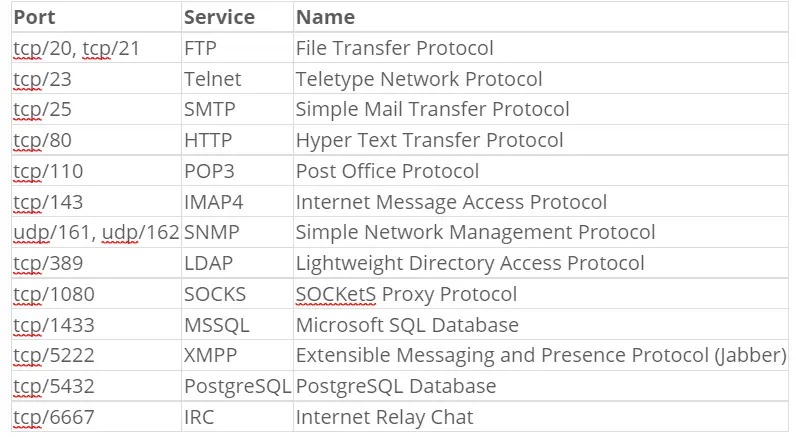 Port Service Name
tcp/20, tcp/21 FTP File Transfer Protocol
tcp/23 Telnet Teletype Network Protocol
tcp/25 SMTP Simple Mail Transfer Protocol
tcp/80 HTTP Hyper Text Transfer Protocol
tcp/110 POP3 Post Office Protocol
tcp/143 IMAP4 Internet Message Access Protocol
udp/161, udp/162 SNMP Simple Network Management Protocol
tcp/389 LDAP Lightweight Directory Access Protocol
tcp/1080 SOCKS SOCKetS Proxy Protocol
tcp/1433 MSSQL Microsoft SQL Database
tcp/5222 XMPP Extensible Messaging and Presence Protocol (Jabber)
tcp/5432 PostgreSQL PostgreSQL Database
tcp/6667 IRC Internet Relay Chat